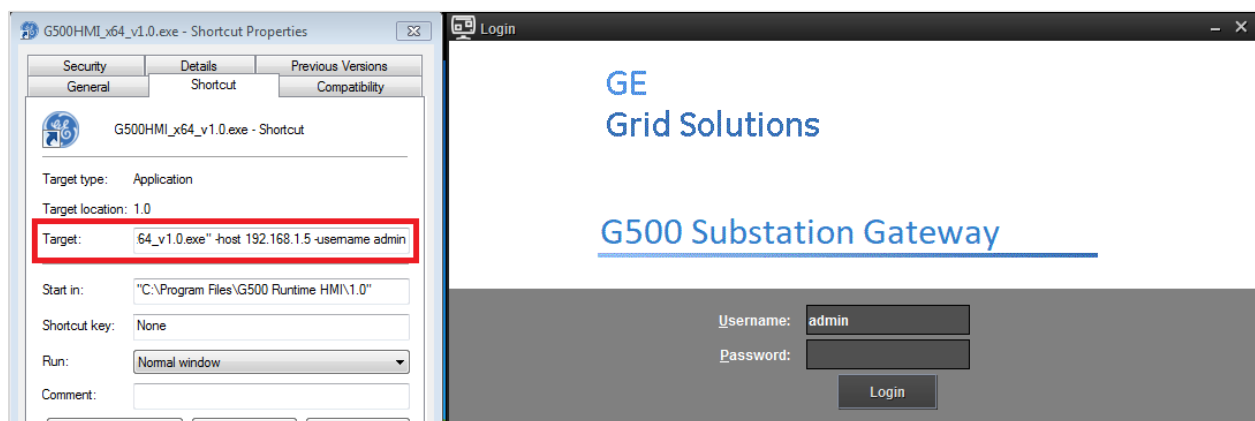 G500HMI_x64_v1.0.exe - Shortcut Properties
Security Details Previous Versions
General Shortcut Compatibility
G500HMI_x64_v1.0.exe - Shortcut
Target type: Application
Target location: 1.0
Target: 64_v1.0.exe" -host 192.168.1.5 -username admin
Start in: "C:\Program Files\G500 Runtime HMI\1.0"
Shortcut key: None
Run: Normal window
Comment:
Login
GE
Grid Solutions
G500 Substation Gateway
Username: admin
Password:
Login